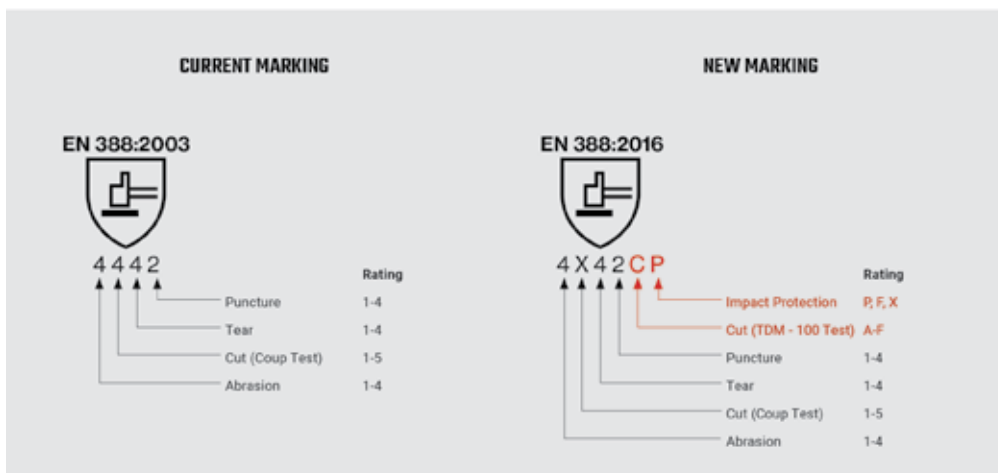 CURRENT MARKING
EN 388:2003
4442
Rating
Puncture 1-4
Tear 1-4
Cut (Coup Test) 1-5
Abrasion 1-4
NEW MARKING
EN 388:2016
4X42CP
Rating
Impact Protection P, F, X
Cut (TDM - 100 Test) A-F
Puncture 1-4
Tear 1-4
Cut (Coup Test) 1-5
Abrasion 1-4